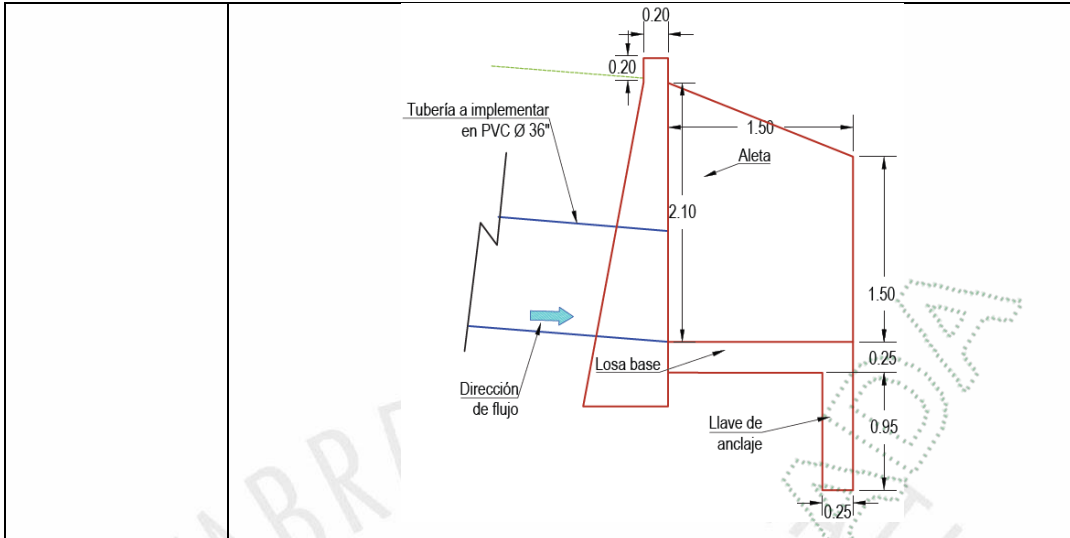 0.20
0.20
Tubería a implementar
en PVC Ø 36"
1.50
Aleta
2.10
1.50
Losa base
0.25
Dirección
de flujo
Llave de
anclaje
0.95
0.25